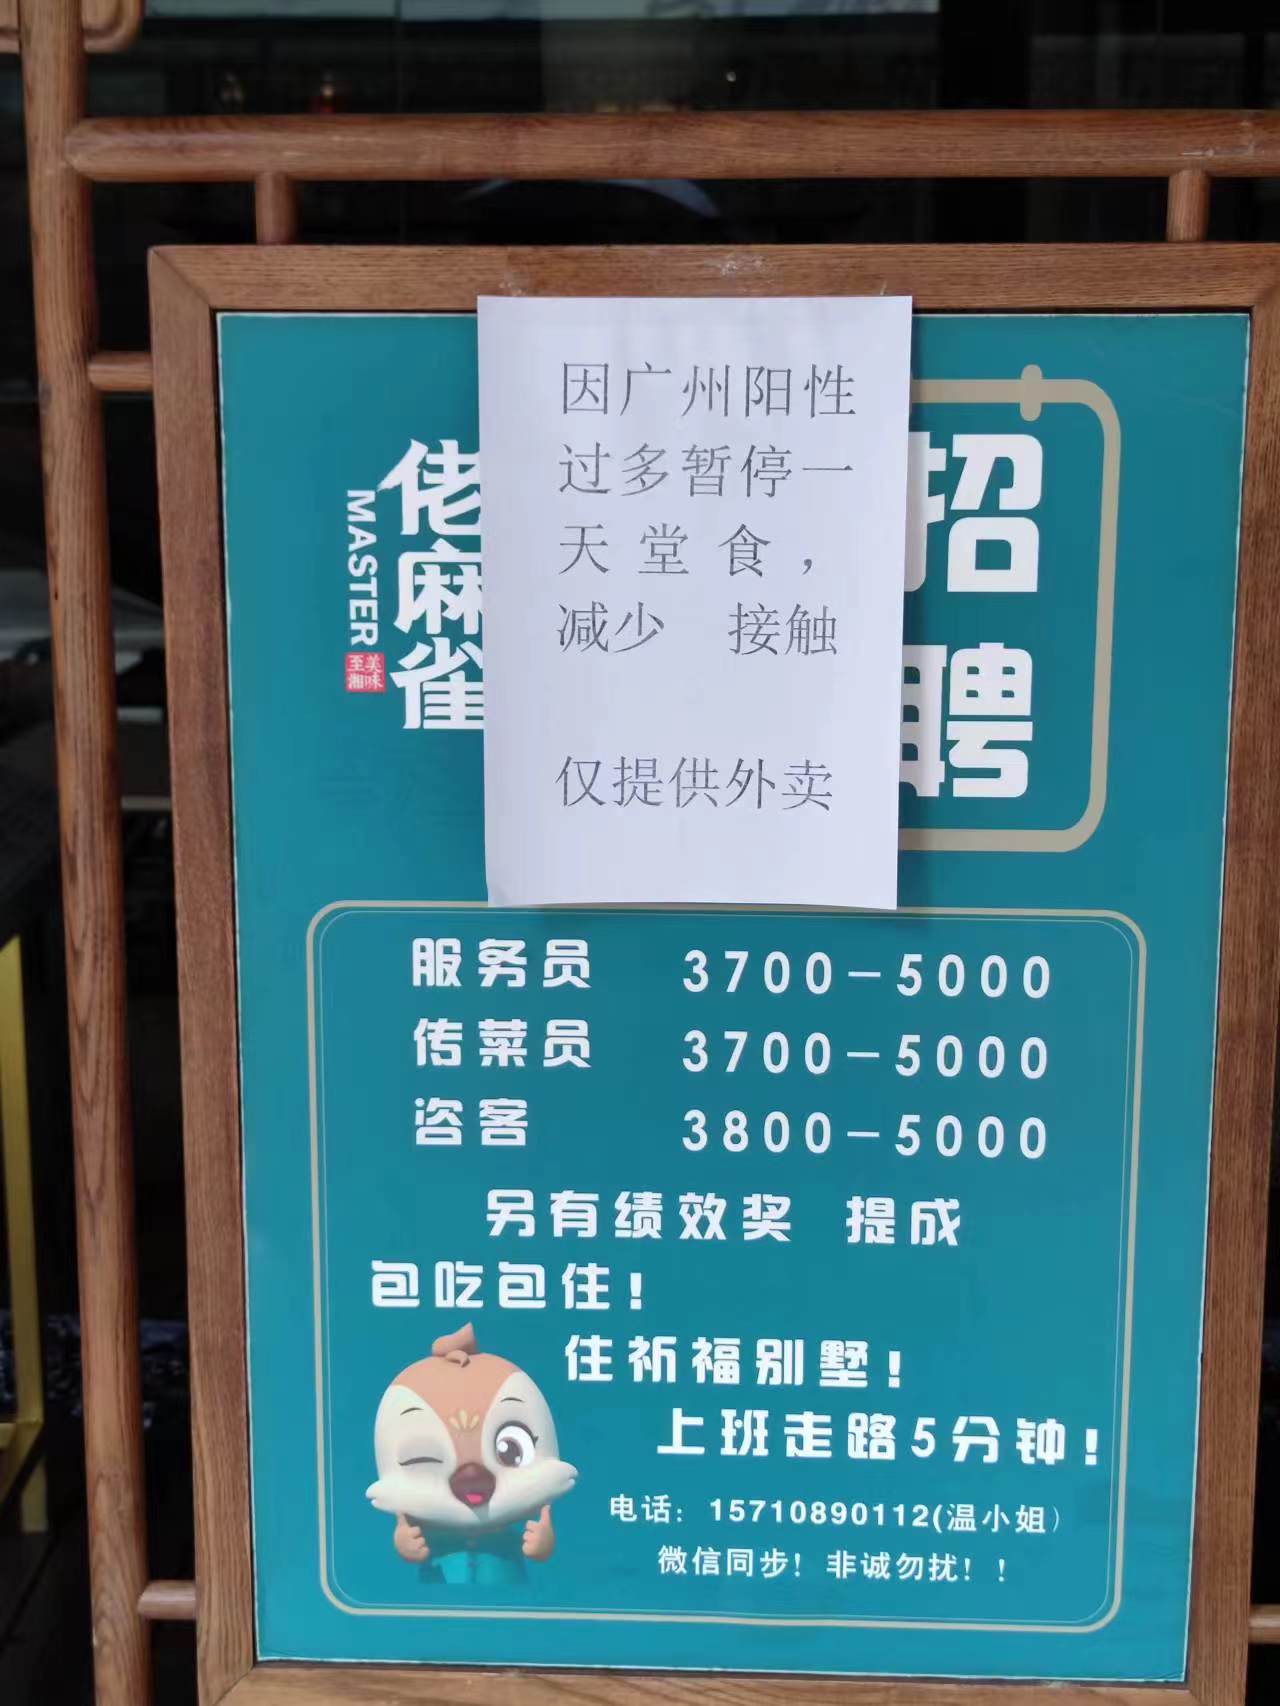 因广州阳性
过多暂停一
天堂食，
减少 接触
仅提供外卖
佬麻雀
MASTER
至湘
美味
招聘
服务员 3700-5000
传菜员 3700-5000
咨客 3800-5000
另有绩效奖 提成
包吃包住！
住祈福别墅！
上班走路5分钟！
电话：15710890112(温小姐）
微信同步！非诚勿扰！！